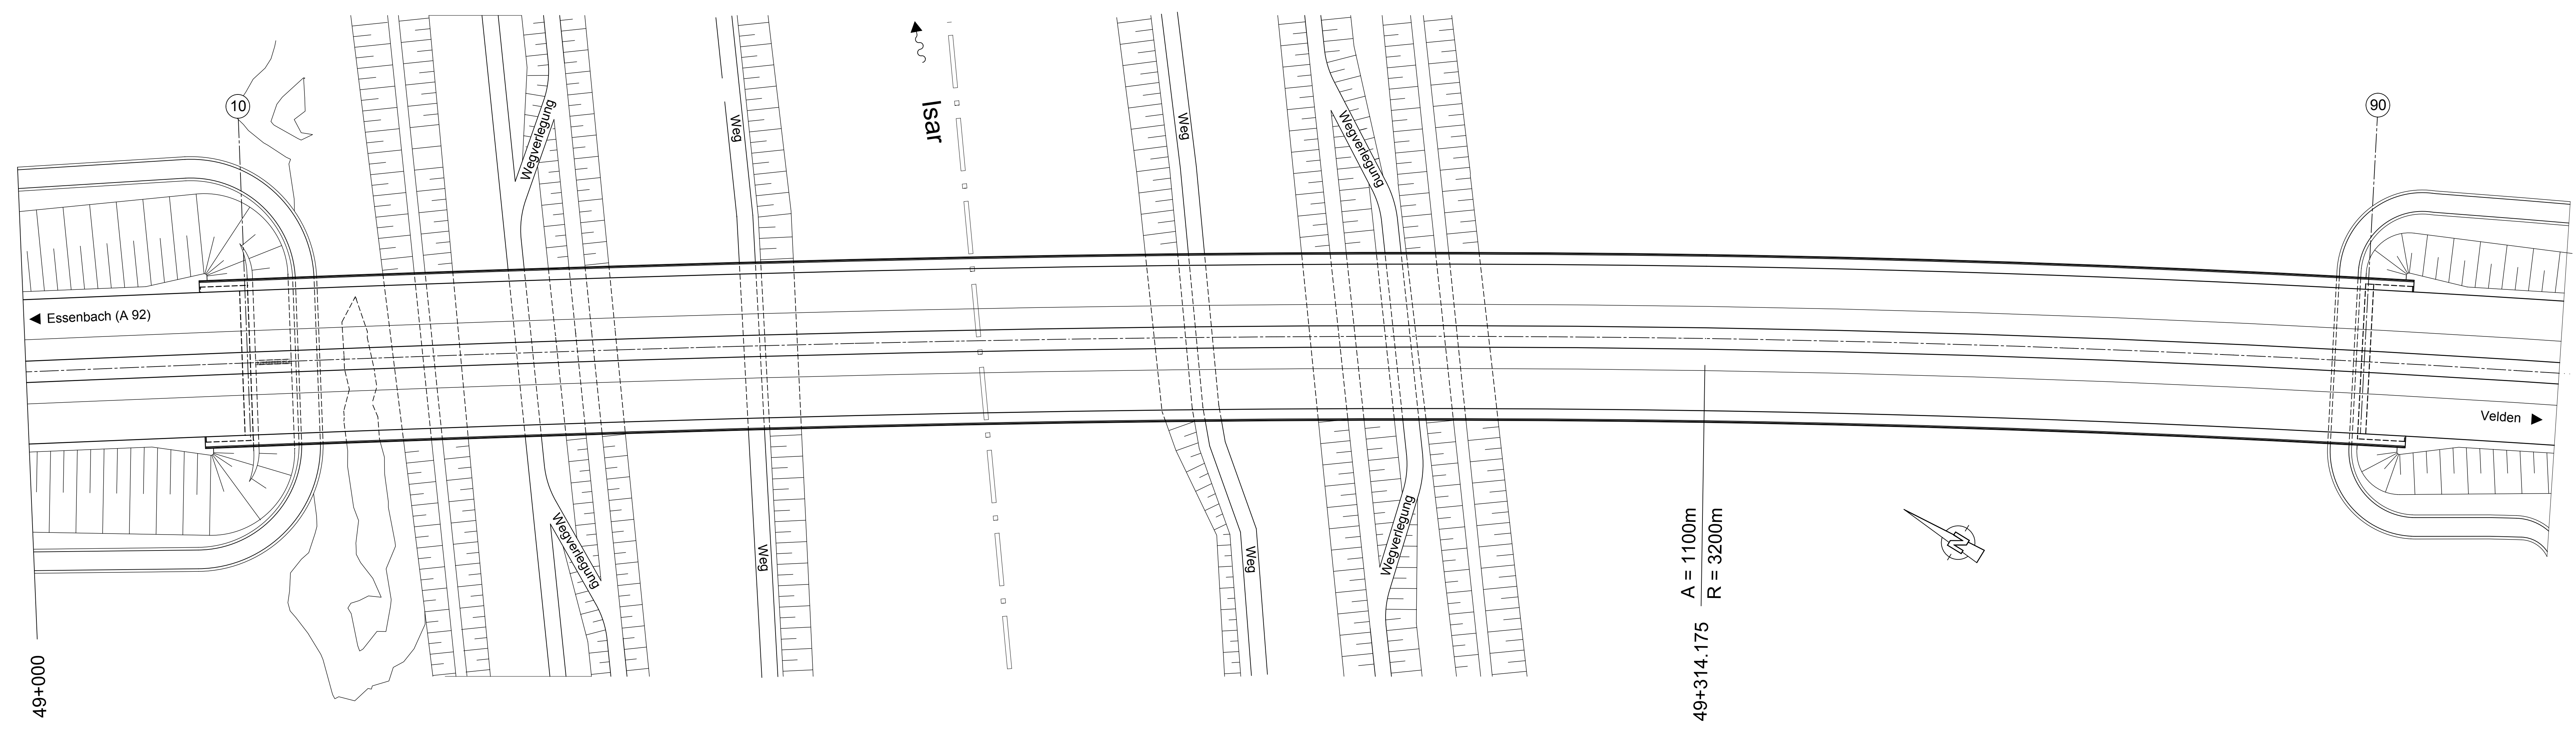 10
90
Isar
Weg
Weg
Wegverlegung
Wegverlegung
◄ Essenbach (A 92)
Velden ►
Wegverlegung
Weg
Weg
Wegverlegung
A = 1100m
R = 3200m
N
49+000
49+314.175